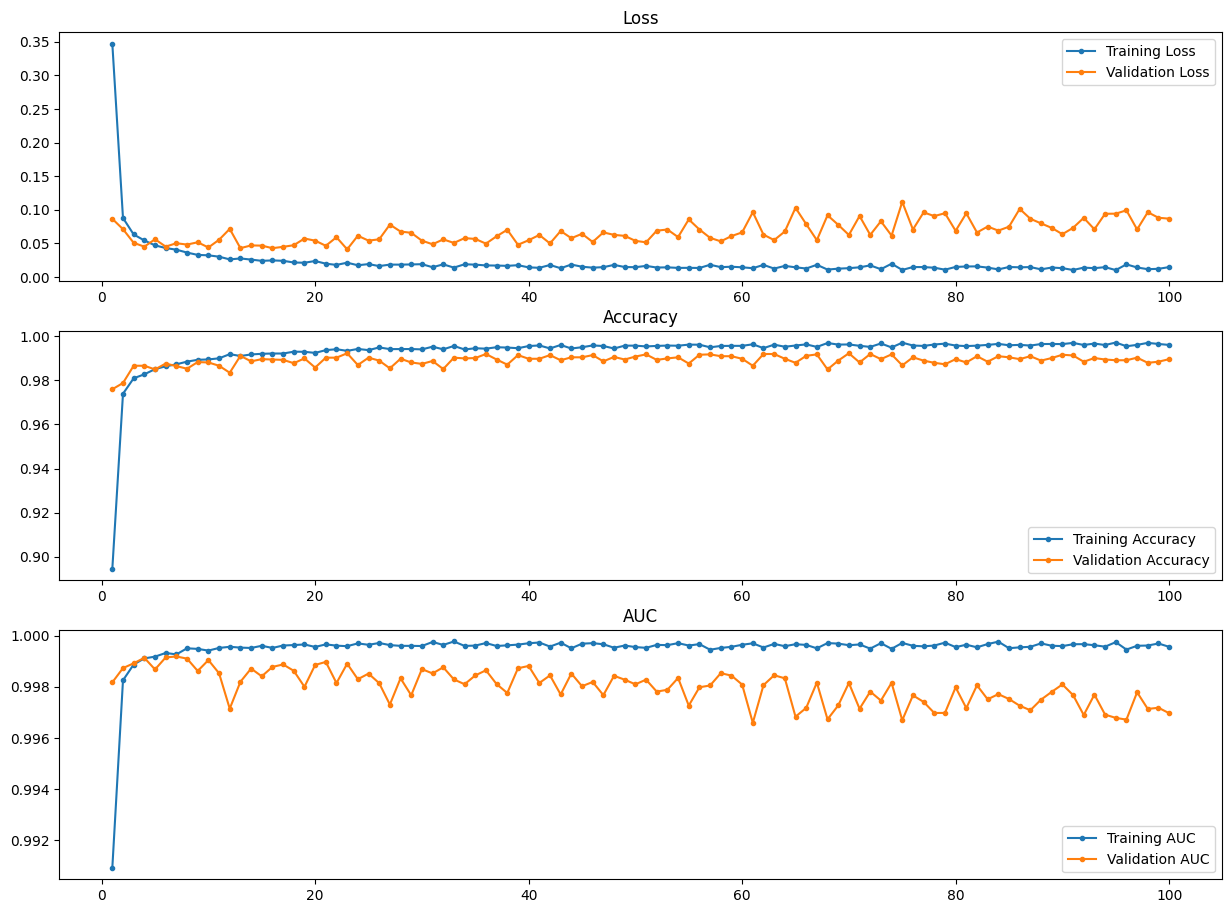 Loss
0.35
0.30
0.25
0.20
0.15
0.10
0.05
0.00
Training Loss
Validation Loss
0 20 40 60 80 100
Accuracy
1.00
0.98
0.96
0.94
0.92
0.90
Training Accuracy
Validation Accuracy
0 20 40 60 80 100
AUC
1.000
0.998
0.996
0.994
0.992
Training AUC
Validation AUC
0 20 40 60 80 100